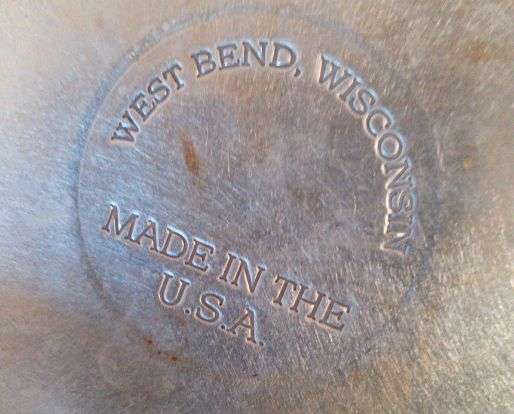 WEST BEND, WISCONSIN
MADE IN THE
U.S.A.